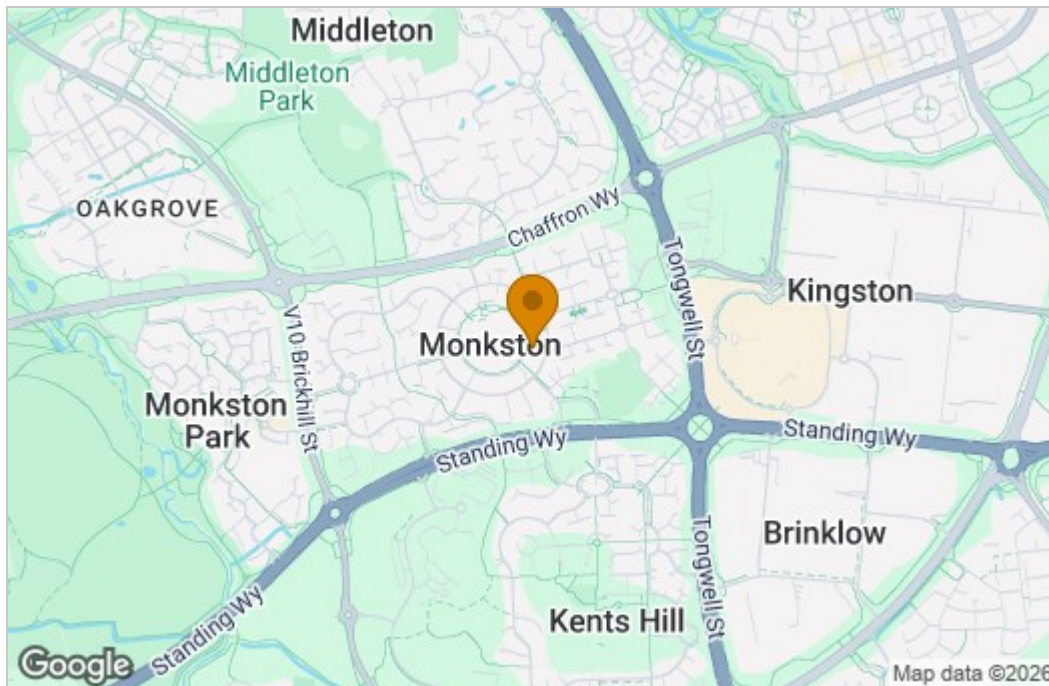 Middleton
Middleton
Park
OAKGROVE
Chaffron Wy
Tongwell St
Kingston
V10 Brickhill St
Monkston
Monkston
Park
Standing Wy
Standing Wy
Brinklow
Tongwell St
Kents Hill
Standing Wy
Google
Map data ©2026